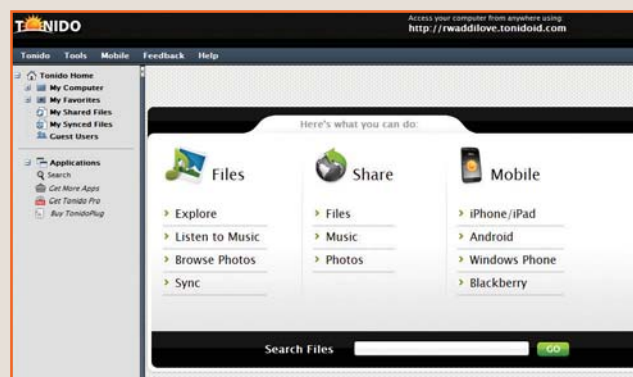 TONIDO
Access your computer from anywhere using:
http://rwaddilove.tonidoid.com
Tonido Tools Mobile Feedback Help
Tonido Home
My Computer
My Favorites
My Shared Files
My Synced Files
Guest Users
Applications
Search
Get More Apps
Get Tonido Pro
Buy TonidoPlug
Here's what you can do:
Files
Explore
Listen to Music
Browse Photos
Sync
Share
Files
Music
Photos
Mobile
iPhone/iPad
Android
Windows Phone
Blackberry
Search Files GO